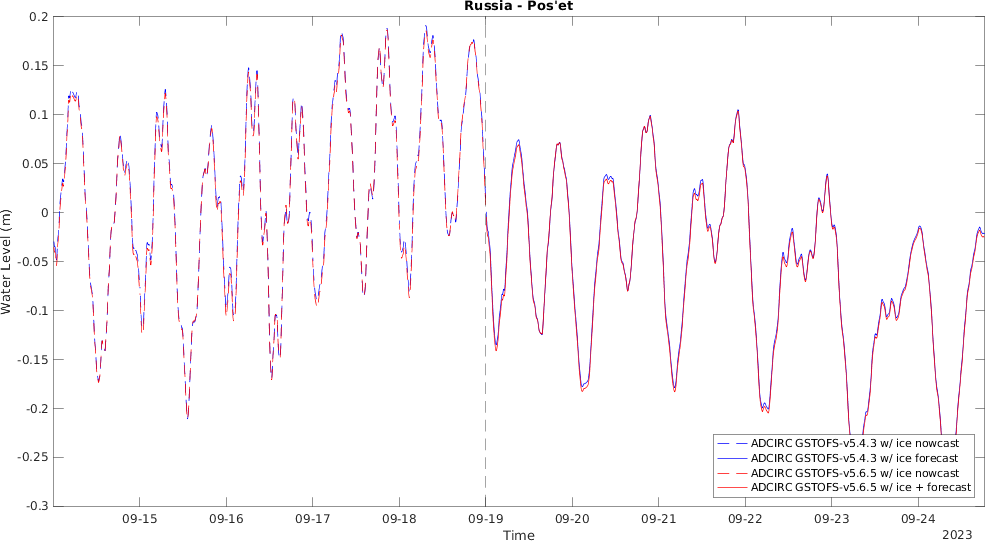 Russia - Pos'et
Water Level (m)
0.2
0.15
0.1
0.05
0
-0.05
-0.1
-0.15
-0.2
-0.25
-0.3
ADCIRC GSTOFS-v5.4.3 w/ ice nowcast
ADCIRC GSTOFS-v5.4.3 w/ ice forecast
ADCIRC GSTOFS-v5.6.5 w/ ice nowcast
ADCIRC GSTOFS-v5.6.5 w/ ice + forecast
09-15 09-16 09-17 09-18 09-19 09-20 09-21 09-22 09-23 09-24
Time
2023